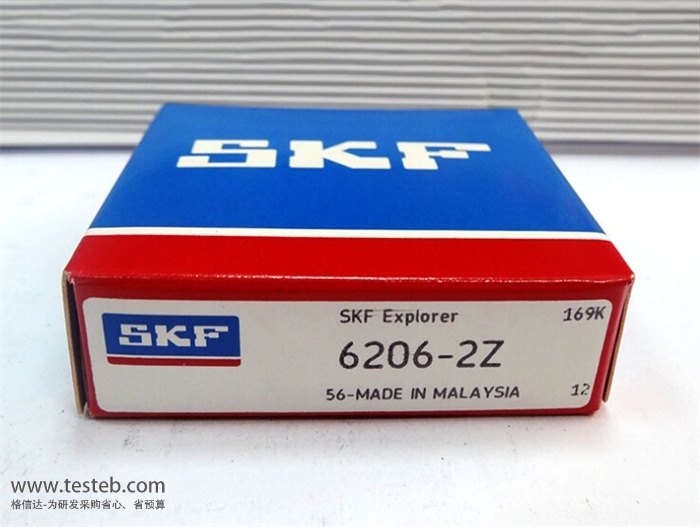 SKF
SKF
SKF Explorer 169K
6206-2Z
56-MADE IN MALAYSIA 12
www.testeb.com
格信达-为研发采购省心、省预算